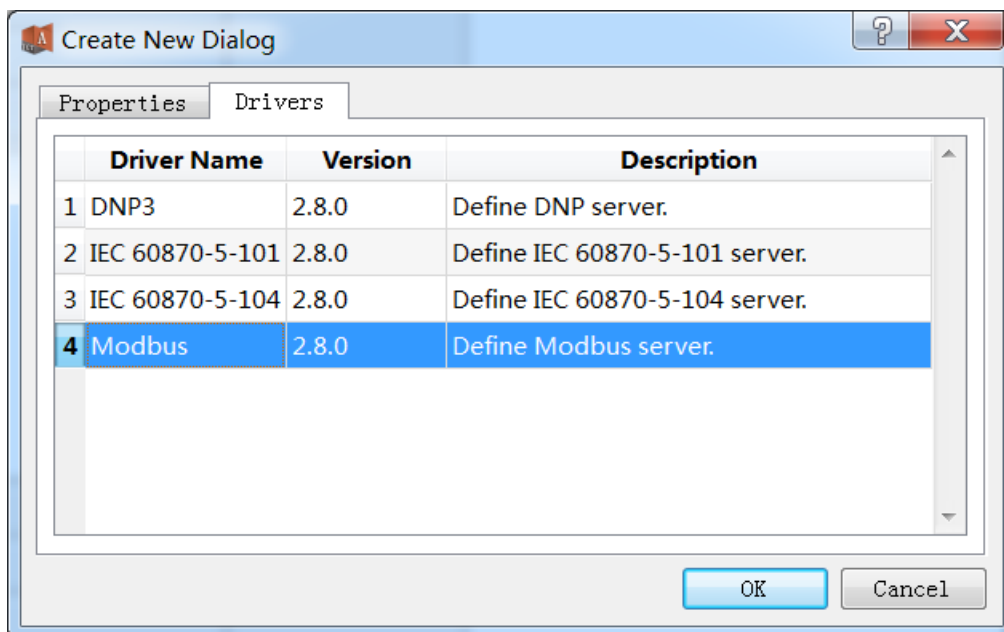 Create New Dialog
Properties Drivers
Driver Name Version Description
1 DNP3 2.8.0 Define DNP server.
2 IEC 60870-5-101 2.8.0 Define IEC 60870-5-101 server.
3 IEC 60870-5-104 2.8.0 Define IEC 60870-5-104 server.
4 Modbus 2.8.0 Define Modbus server.
OK Cancel